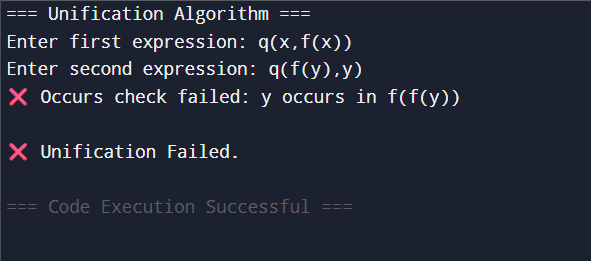 === Unification Algorithm ===
Enter first expression: q(x,f(x))
Enter second expression: q(f(y),y)
❌ Occurs check failed: y occurs in f(f(y))
❌ Unification Failed.
=== Code Execution Successful ===